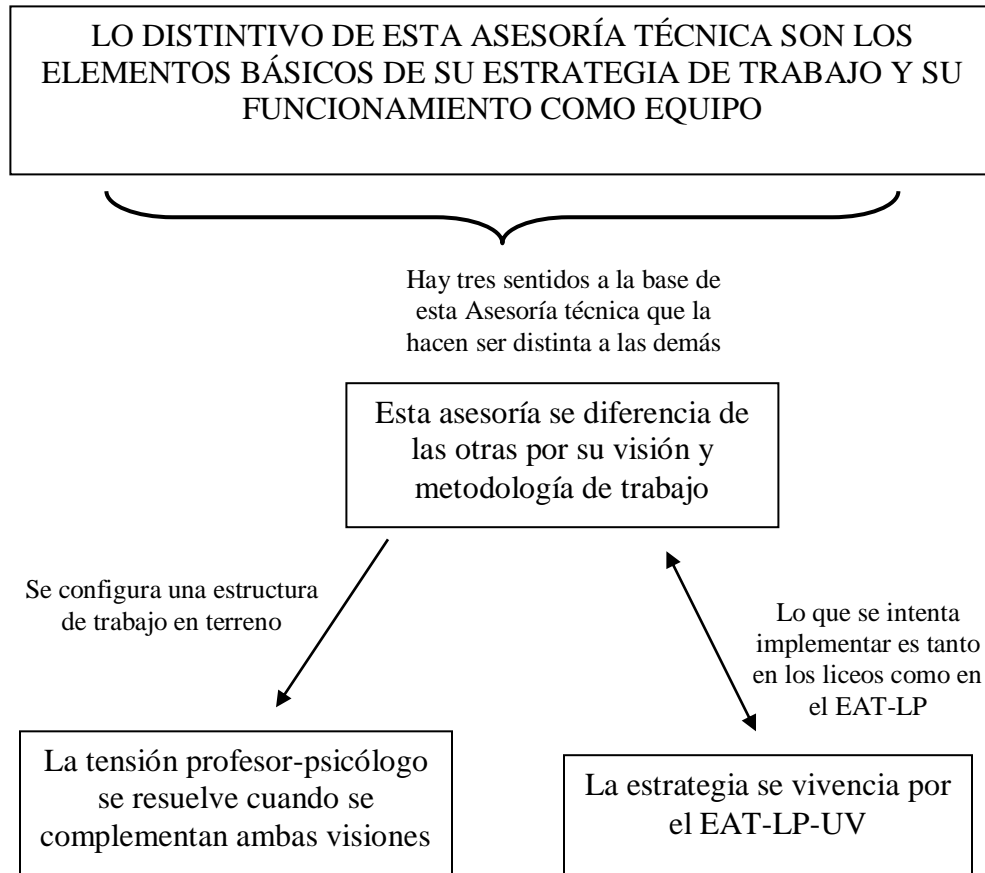 LO DISTINTIVO DE ESTA ASESORÍA TÉCNICA SON LOS
ELEMENTOS BÁSICOS DE SU ESTRATEGIA DE TRABAJO Y SU
FUNCIONAMIENTO COMO EQUIPO
Hay tres sentidos a la base de
esta Asesoría técnica que la
hacen ser distinta a las demás
Esta asesoría se diferencia de
las otras por su visión y
metodología de trabajo
Se configura una estructura
de trabajo en terreno
Lo que se intenta
implementar es tanto
en los liceos como en
el EAT-LP
La tensión profesor-psicólogo
se resuelve cuando se
complementan ambas visiones
La estrategia se vivencia por
el EAT-LP-UV